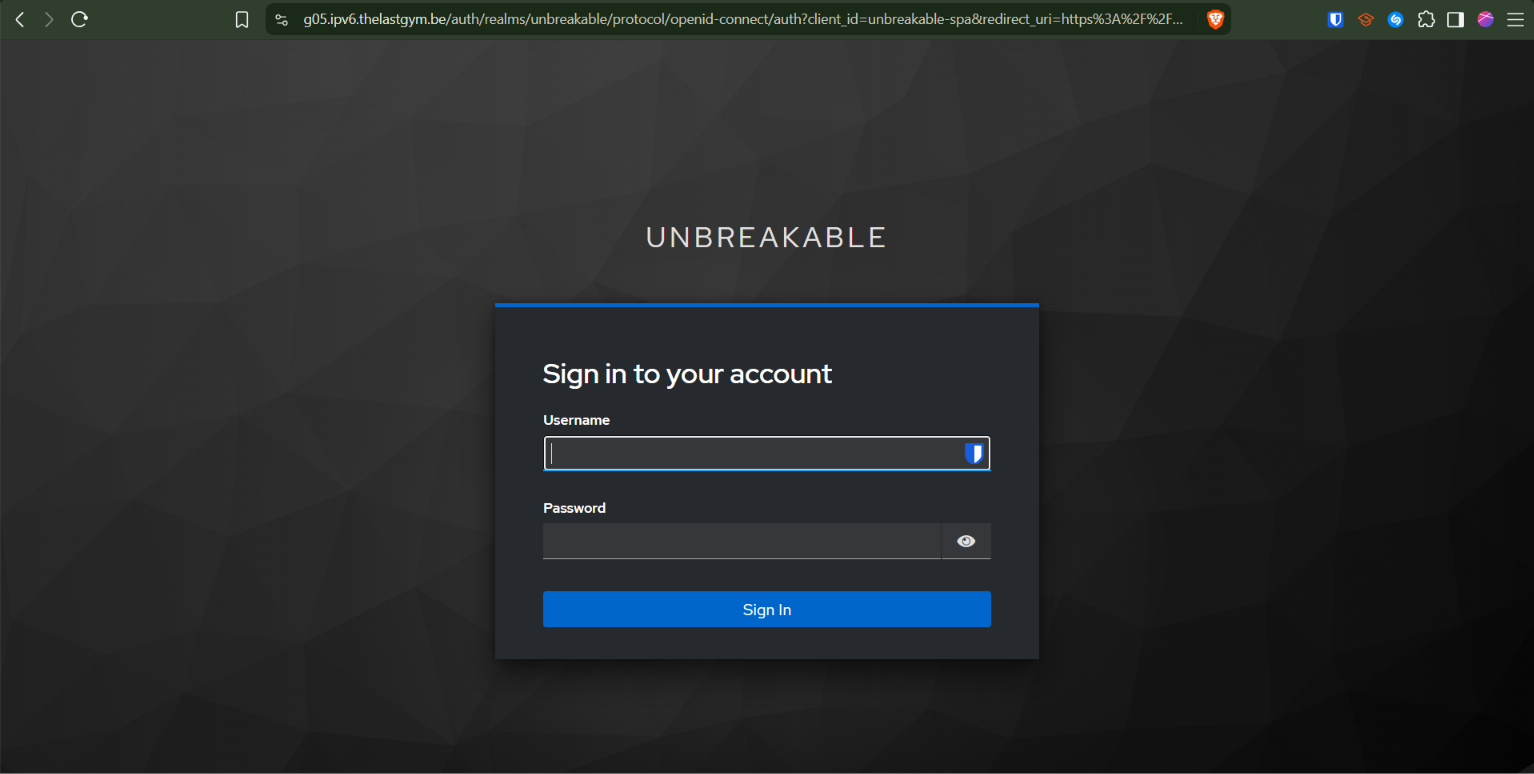 g05.ipv6.thelastgym.be/auth/realms/unbreakable/protocol/openid-connect/auth?client_id=unbreakable-spa&redirect_uri=https%3A%2F%2F...
UNBREAKABLE
Sign in to your account
Username
Password
Sign In